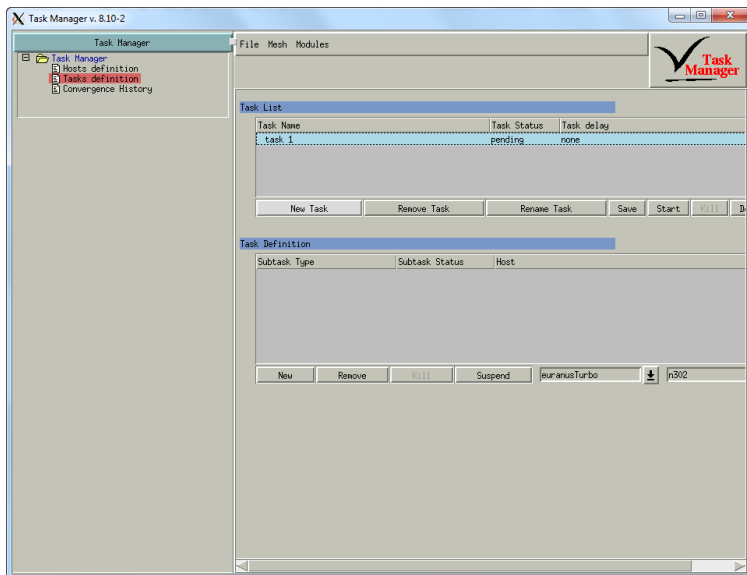 Task Manager v. 8.10-2
Task Manager
File Mesh Modules
Task
Manager
Task Manager
Hosts definition
Tasks definition
Convergence History
Task List
Task Name Task Status Task delay
task 1 pending none
New Task Remove Task Rename Task Save Start Kill
Task Definition
Subtask Type Subtask Status Host
New Remove Kill Suspend euranusTurbo n302